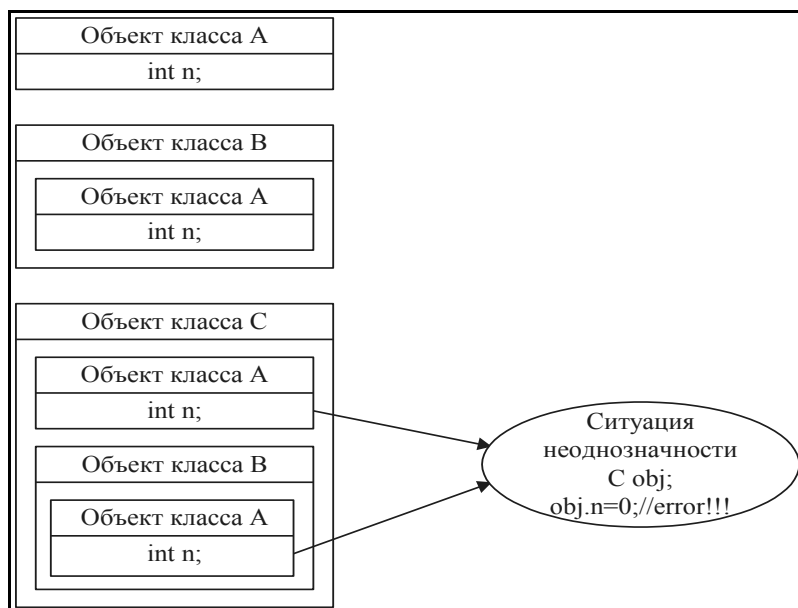 Объект класса A
int n;
Объект класса B
Объект класса A
int n;
Объект класса C
Объект класса A
int n;
Объект класса B
Объект класса A
int n;
Ситуация
неоднозначности
C obj;
obj.n=0;//error!!!